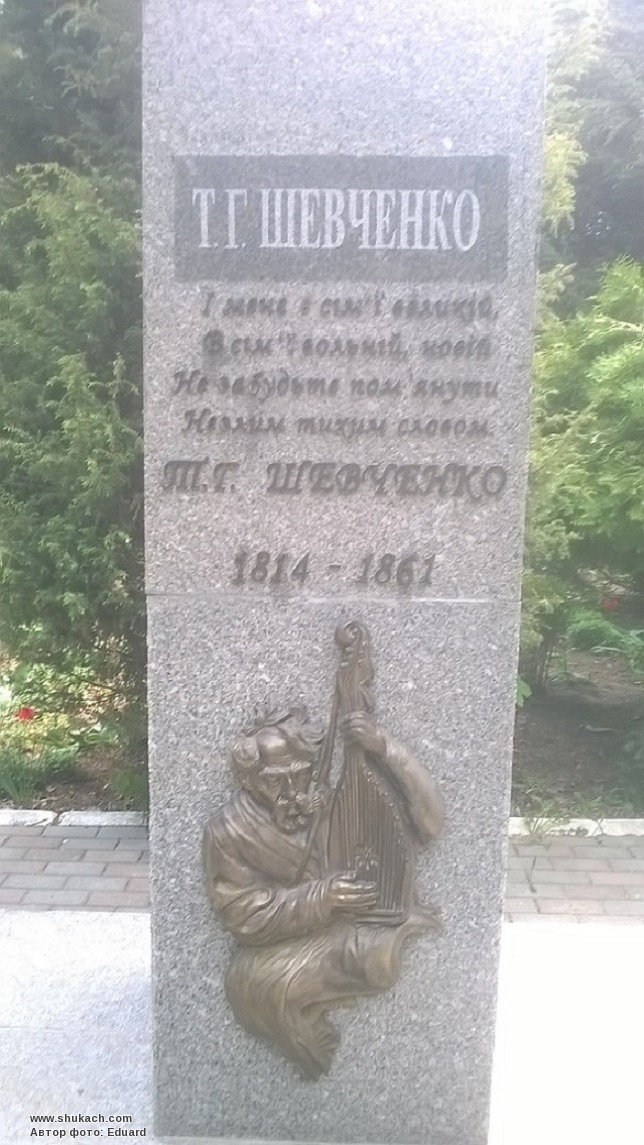 Т.Г. ШЕВЧЕНКО
І мене в сім'ї великій,
В сім'ї вольній, новій
Не забудьте пом'янути
Незлим тихим словом.
Т.Г. ШЕВЧЕНКО
1814 - 1861
www.shukach.com
Автор фото: Eduard